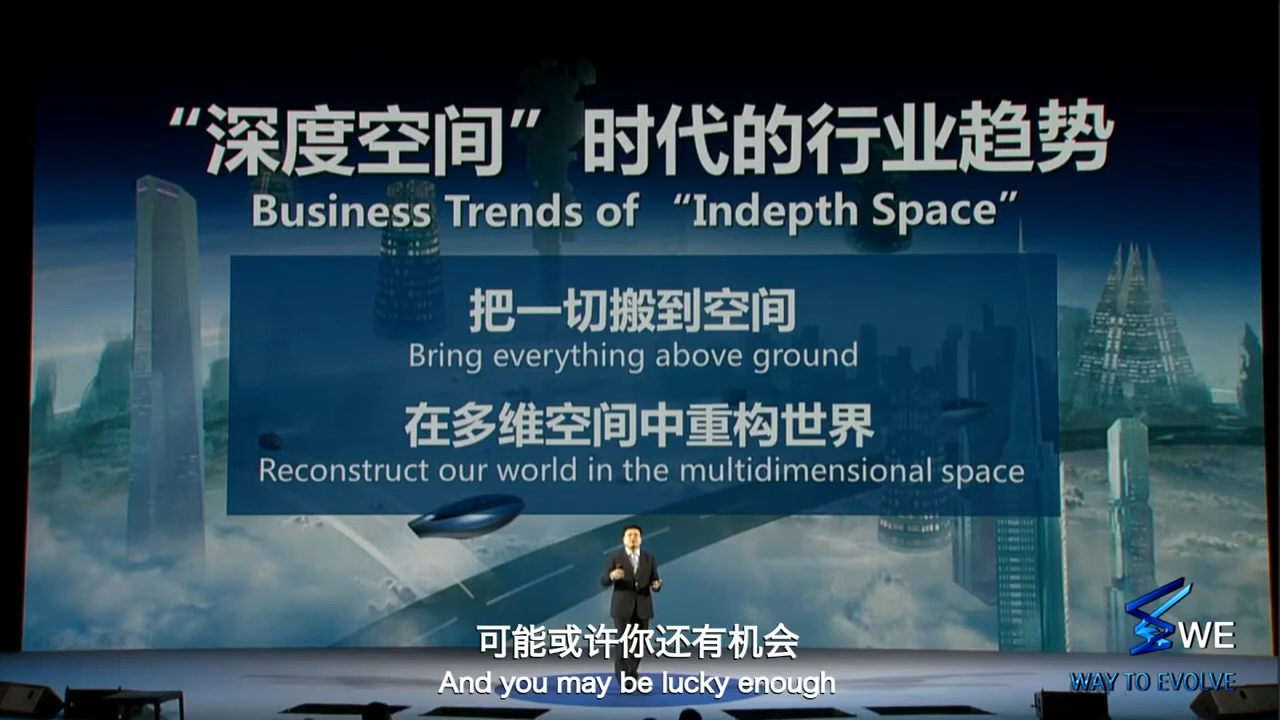 “深度空间”时代的行业趋势
Business Trends of “Indepth Space”
把一切搬到空间
Bring everything above ground
在多维空间中重构世界
Reconstruct our world in the multidimensional space
可能或许你还有机会
And you may be lucky enough
WE
WAY TO EVOLVE